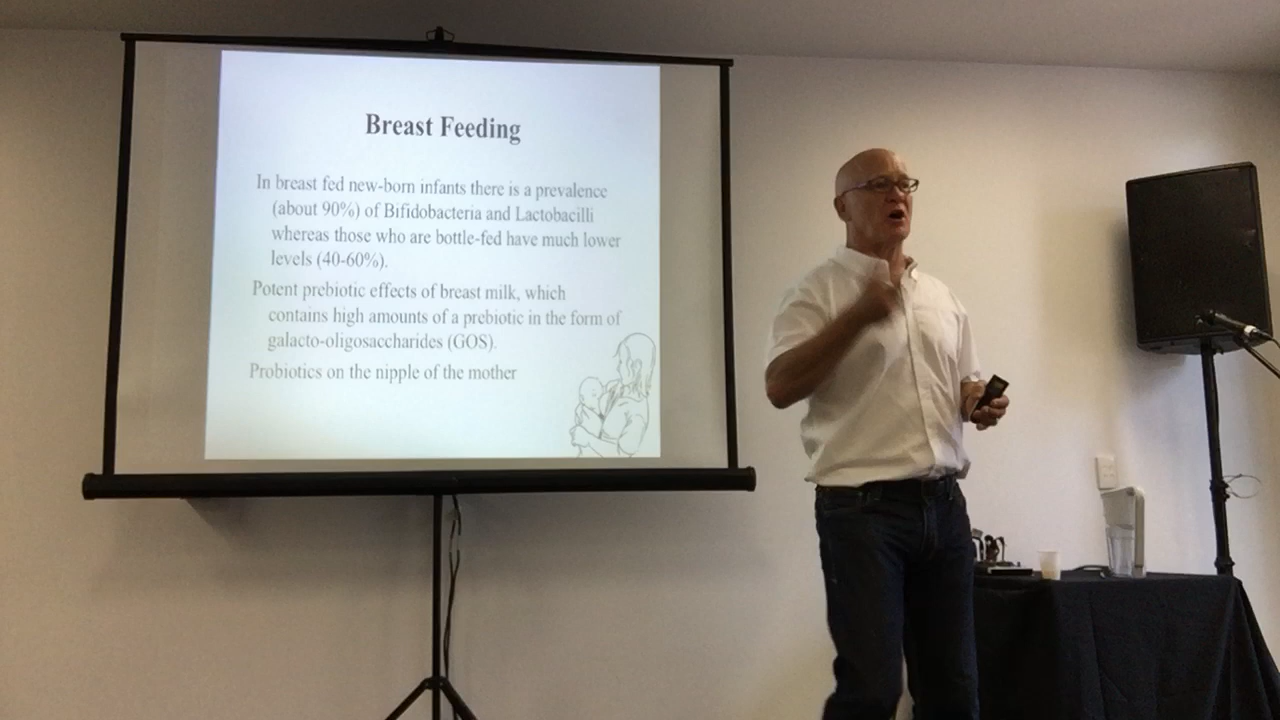 Breast Feeding
In breast fed new-born infants there is a prevalence
(about 90%) of Bifidobacteria and Lactobacilli
whereas those who are bottle-fed have much lower
levels (40-60%).
Potent prebiotic effects of breast milk, which
contains high amounts of a prebiotic in the form of
galacto-oligosaccharides (GOS).
Probiotics on the nipple of the mother